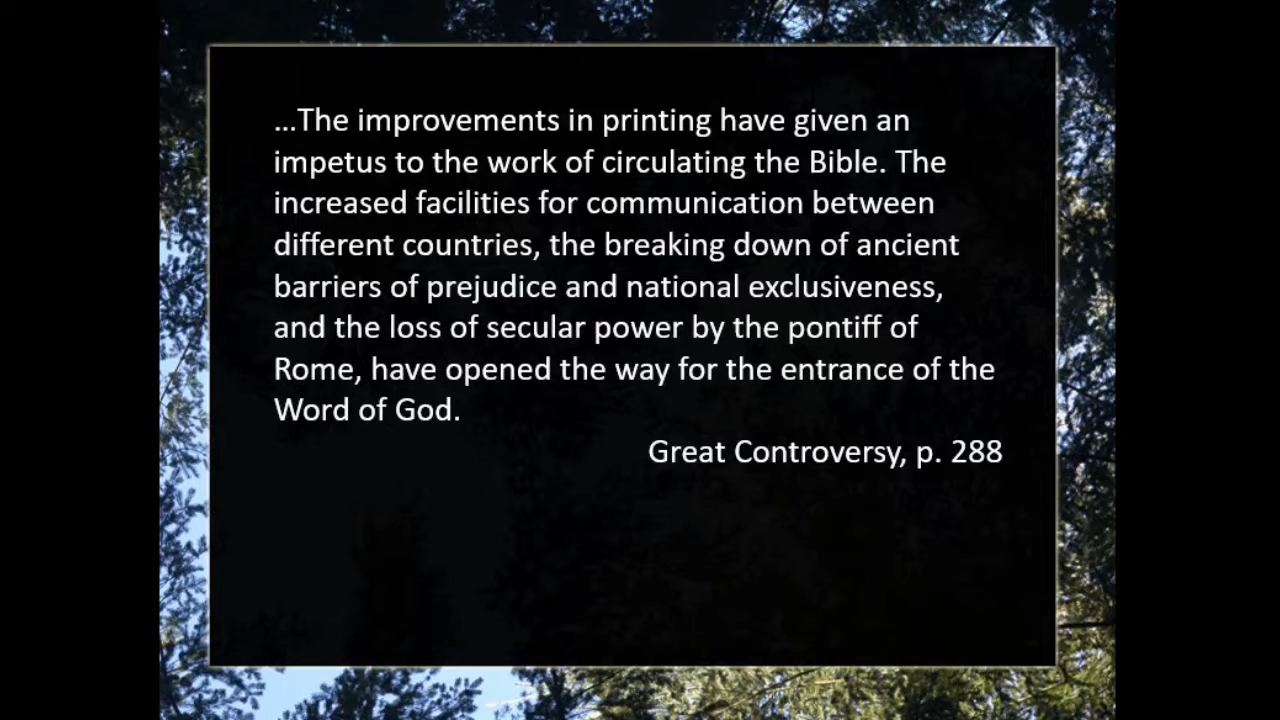 ...The improvements in printing have given an
impetus to the work of circulating the Bible. The
increased facilities for communication between
different countries, the breaking down of ancient
barriers of prejudice and national exclusiveness,
and the loss of secular power by the pontiff of
Rome, have opened the way for the entrance of the
Word of God.
Great Controversy, p. 288